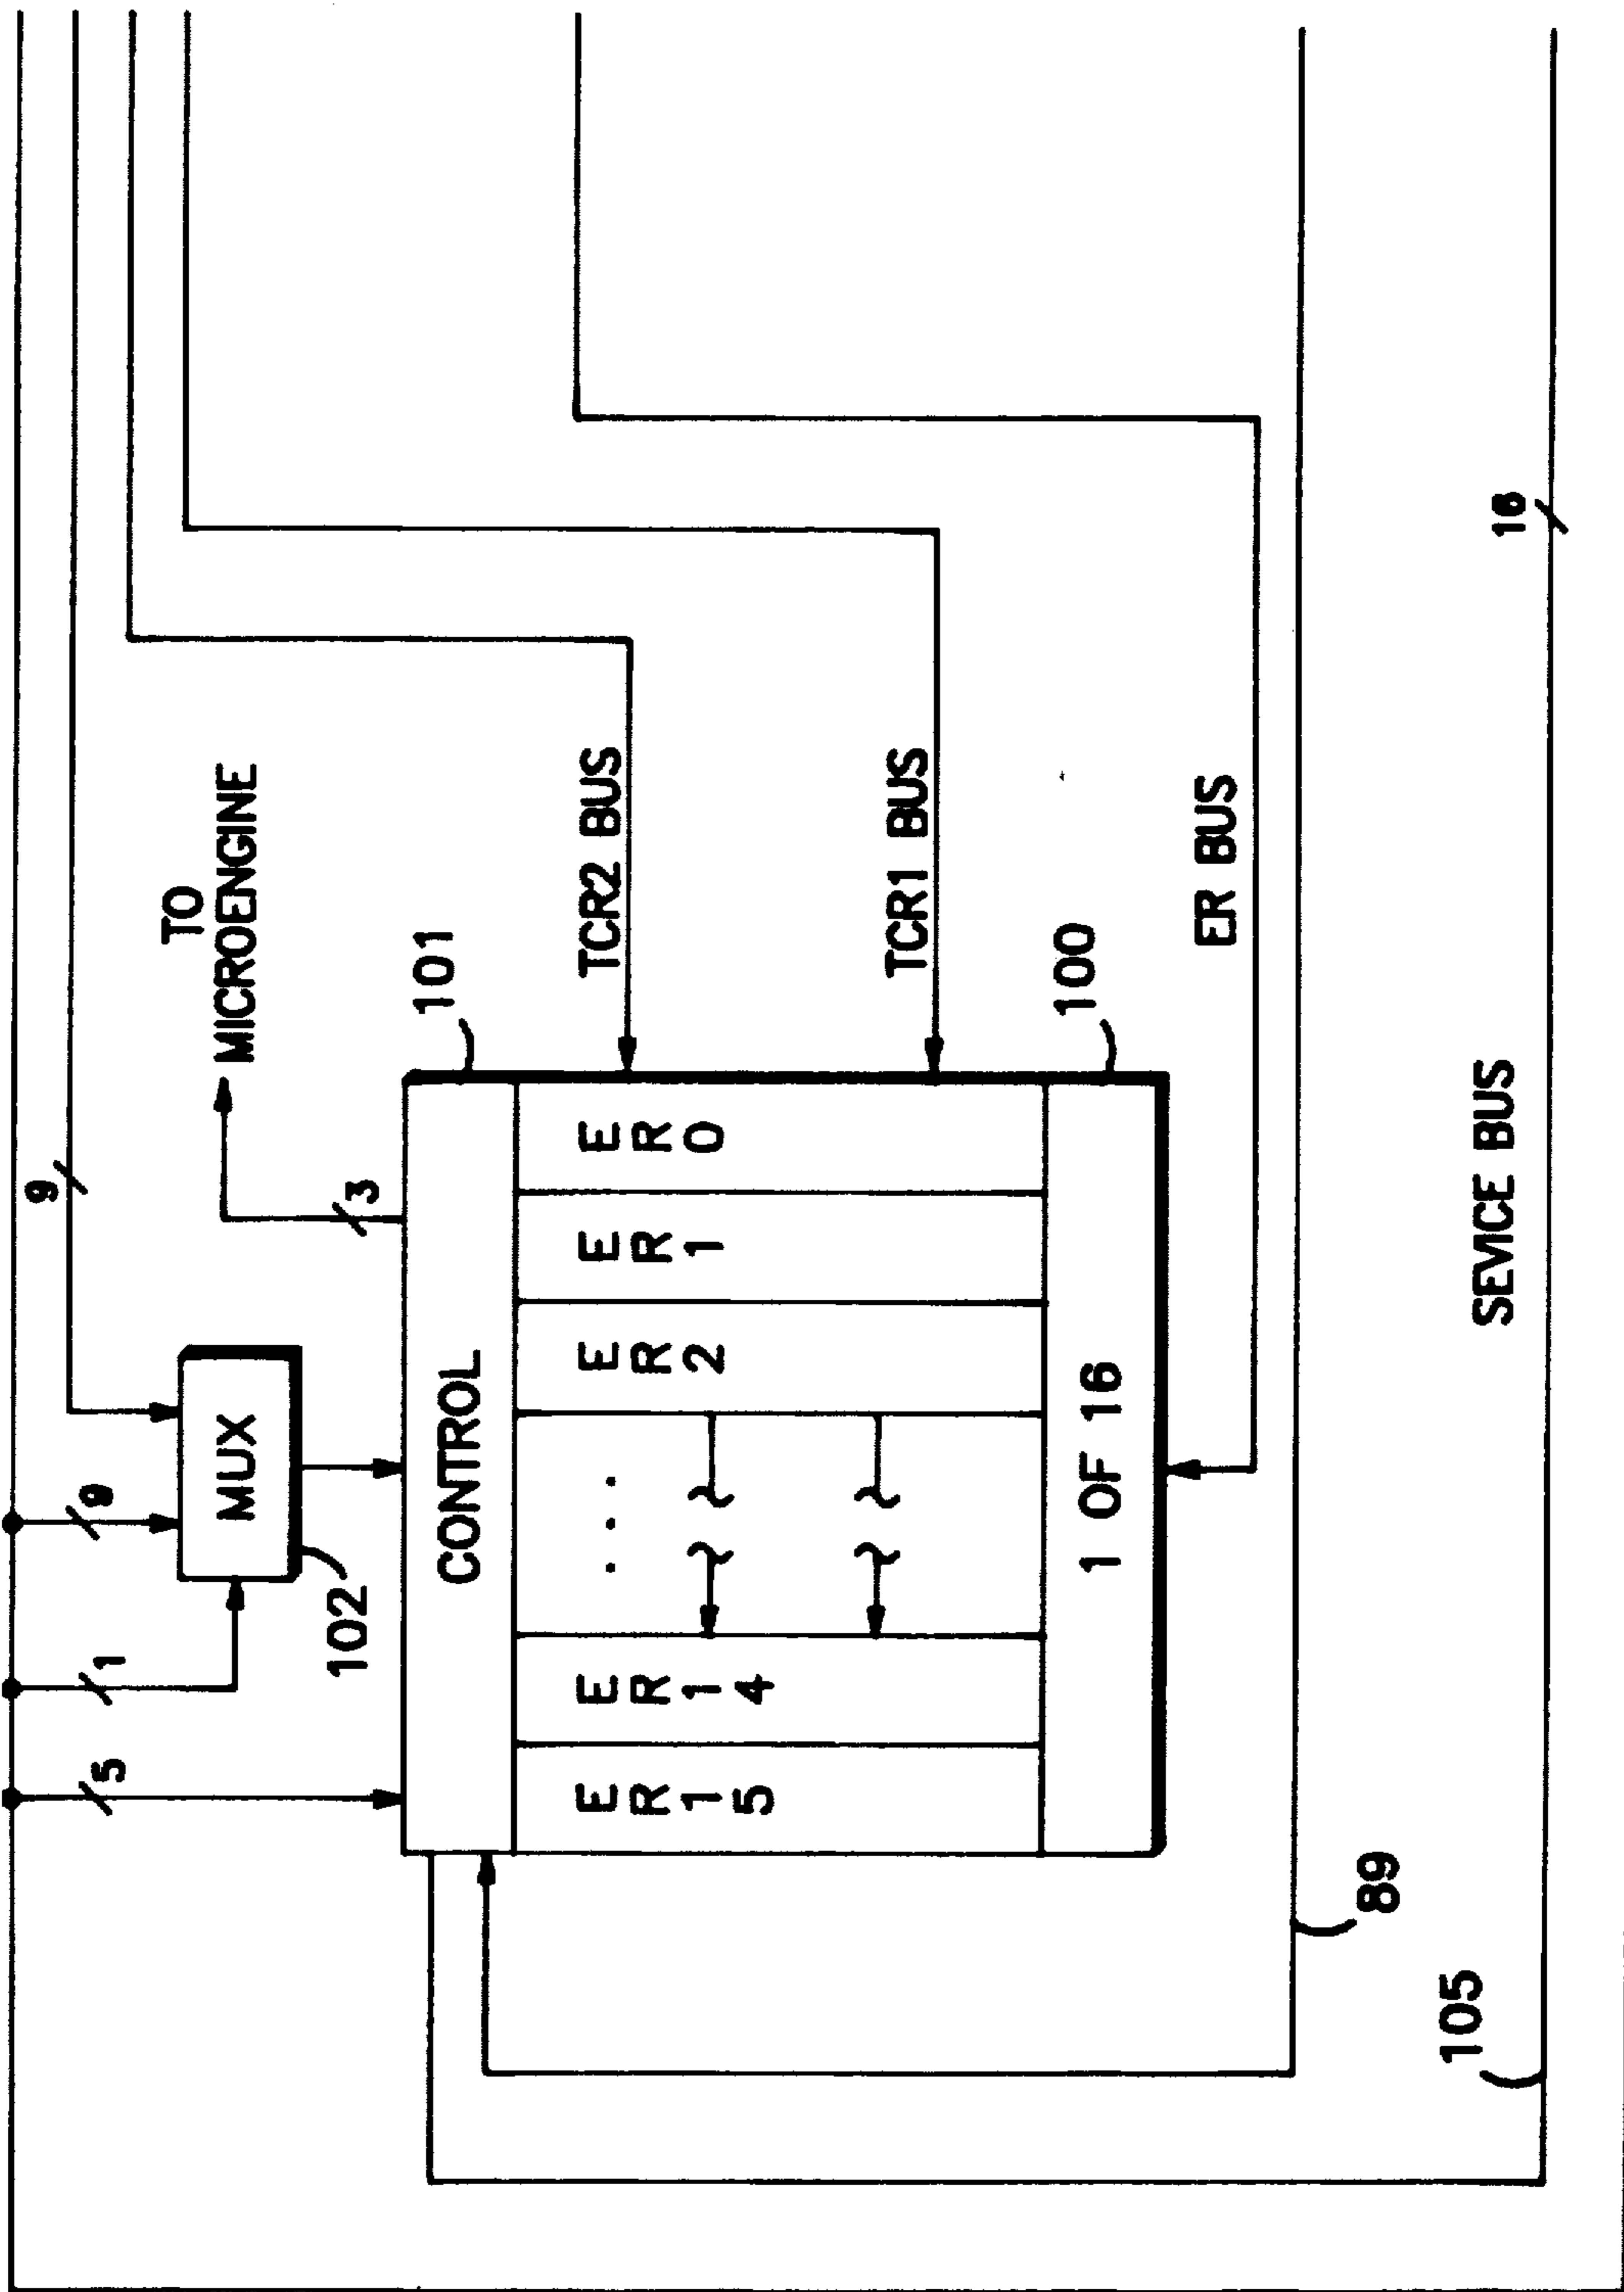 9
TO
MICROENGINE
5
1
9
MUX
102
3
101
CONTROL
TCR2 BUS
TCR1 BUS
ER15
ER14
. . .
ER2
ER1
ER0
1 OF 16
100
ER BUS
89
SEVICE BUS
105